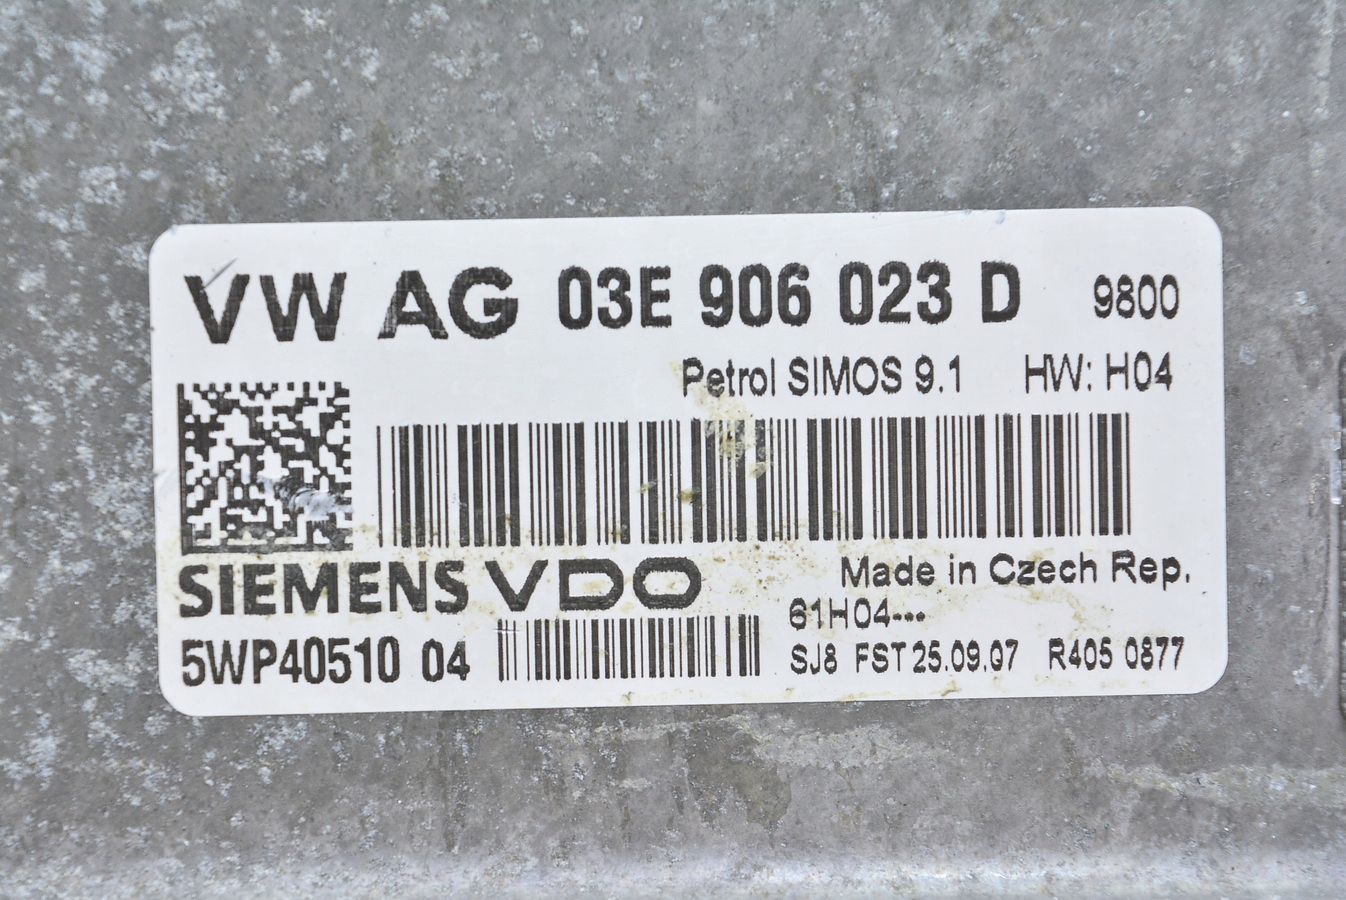 VW AG 03E 906 023 D 9800
Petrol SIMOS 9.1 HW: H04
SIEMENS VDO
Made in Czech Rep.
61H04---
5WP40510 04
SJ8 FST 25.09.07 R405 0877